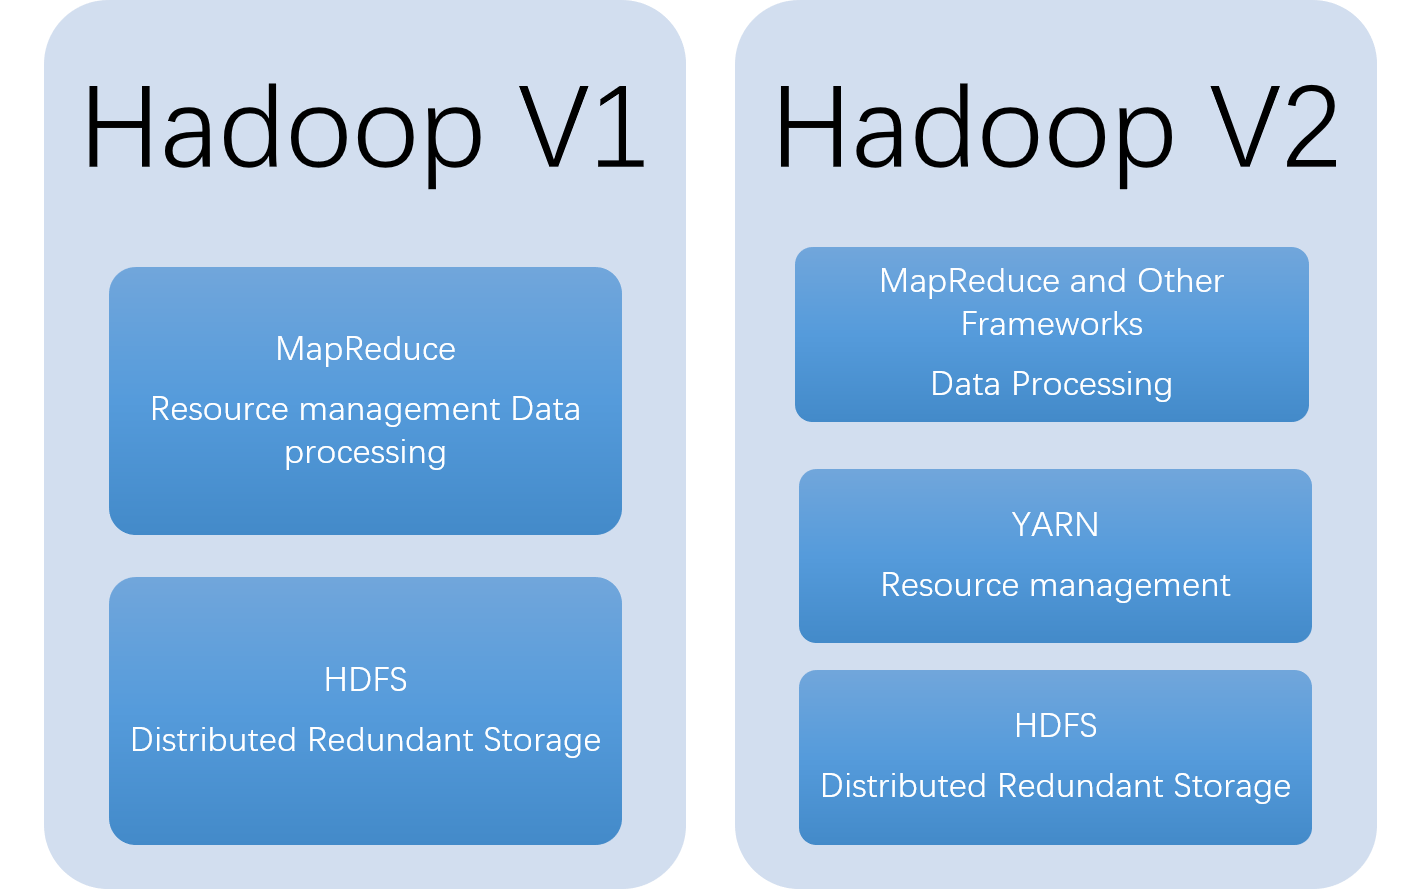 Hadoop V1
MapReduce
Resource management Data
processing
HDFS
Distributed Redundant Storage
Hadoop V2
MapReduce and Other
Frameworks
Data Processing
YARN
Resource management
HDFS
Distributed Redundant Storage